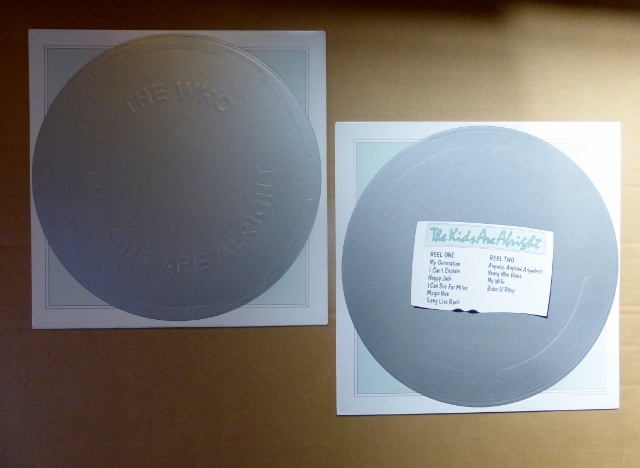 THE WHO
THE KIDS ARE ALRIGHT
The Kids Are Alright
REEL ONE
My Generation
I Can't Explain
Happy Jack
I Can See For Miles
Magic Bus
Long Live Rock
REEL TWO
Anyway, Anyhow, Anywhere
Young Man Blues
My Wife
Baba O'Riley